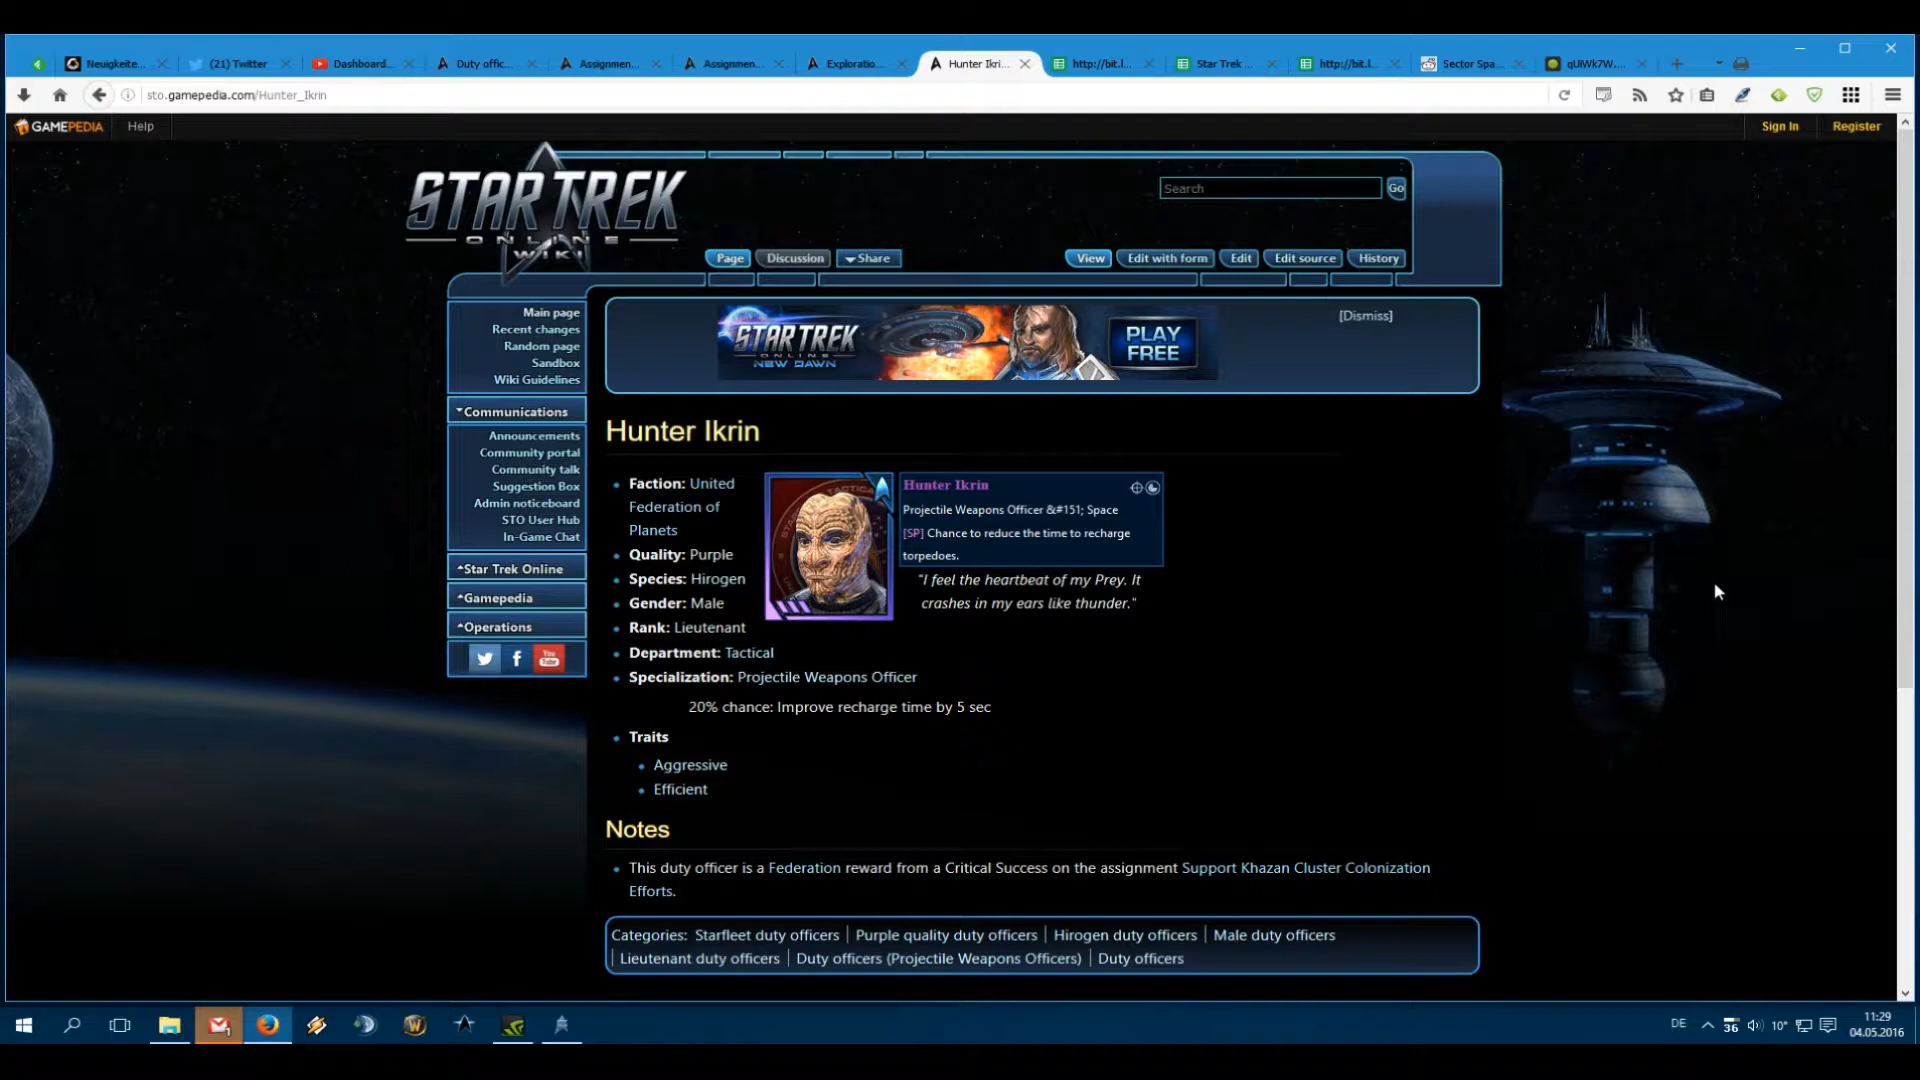 Neuigkeite...
(21) Twitter
Dashboard...
Duty offic...
Assignmen...
Assignmen...
Exploratio...
Hunter Ikri...
http://bit.l...
Star Trek ...
http://bit.l...
Sector Spa...
qUiWk7W...
sto.gamepedia.com/Hunter_Ikrin
GAMEPEDIA
Help
Sign In
Register
STAR TREK
ONLINE
WIKI
Search
Go
Page
Discussion
Share
View
Edit with form
Edit
Edit source
History
Main page
Recent changes
Random page
Sandbox
Wiki Guidelines
Communications
Announcements
Community portal
Community talk
Suggestion Box
Admin noticeboard
STO User Hub
In-Game Chat
Star Trek Online
Gamepedia
Operations
You
Tube
STAR TREK
ONLINE
NEW DAWN
PLAY
FREE
[Dismiss]
Hunter Ikrin
Faction: United
Federation of
Planets
Quality: Purple
Species: Hirogen
Gender: Male
Rank: Lieutenant
Department: Tactical
Specialization: Projectile Weapons Officer
20% chance: Improve recharge time by 5 sec
Traits
Aggressive
Efficient
Hunter Ikrin
Projectile Weapons Officer &#151; Space
[SP] Chance to reduce the time to recharge
torpedoes.
"I feel the heartbeat of my Prey. It
crashes in my ears like thunder."
Notes
This duty officer is a Federation reward from a Critical Success on the assignment Support Khazan Cluster Colonization
Efforts.
Categories: Starfleet duty officers | Purple quality duty officers | Hirogen duty officers | Male duty officers
| Lieutenant duty officers | Duty officers (Projectile Weapons Officers) | Duty officers
DE
36
10°
11:29
04.05.2016